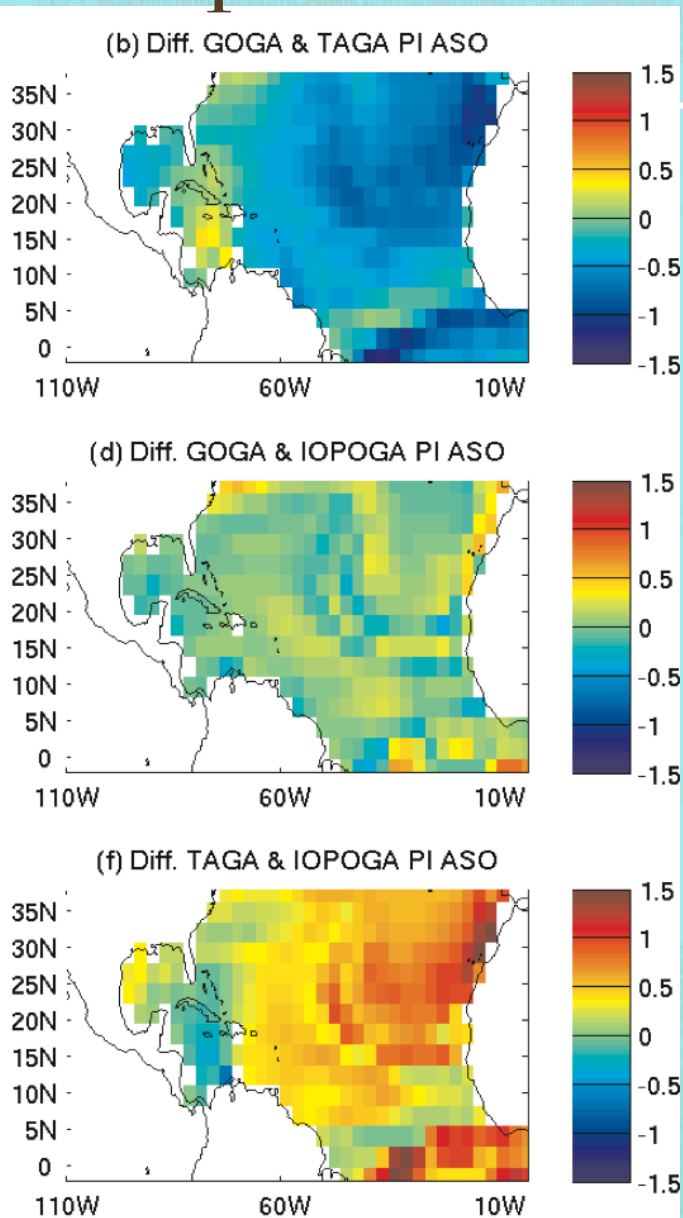 (b) Diff. GOGA & TAGA PI ASO
35N
30N
25N
20N
15N
10N
5N
0
110W 60W 10W
1.5
1
0.5
0
-0.5
-1
-1.5
(d) Diff. GOGA & IOPOGA PI ASO
35N
30N
25N
20N
15N
10N
5N
0
110W 60W 10W
1.5
1
0.5
0
-0.5
-1
-1.5
(f) Diff. TAGA & IOPOGA PI ASO
35N
30N
25N
20N
15N
10N
5N
0
110W 60W 10W
1.5
1
0.5
0
-0.5
-1
-1.5